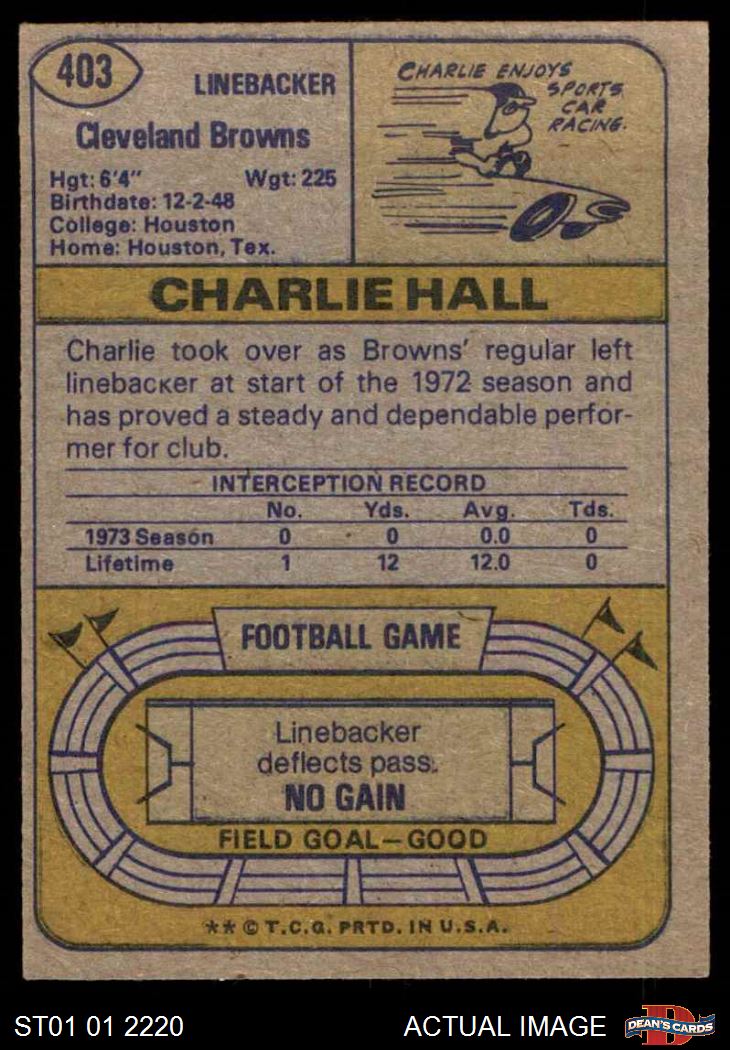 403
LINEBACKER
Cleveland Browns
Hgt: 6'4" Wgt: 225
Birthdate: 12-2-48
College: Houston
Home: Houston, Tex.
CHARLIE ENJOYS
SPORTS
CAR
RACING.
CHARLIE HALL
Charlie took over as Browns' regular left
linebacker at start of the 1972 season and
has proved a steady and dependable perfor-
mer for club.
INTERCEPTION RECORD
No. Yds. Avg. Tds.
1973 Season 0 0 0.0 0
Lifetime 1 12 12.0 0
FOOTBALL GAME
Linebacker
deflects pass.
NO GAIN
FIELD GOAL—GOOD
** © T.C.G. PRTD. IN U.S.A.
ST01 01 2220 ACTUAL IMAGE
D
DEAN'S CARDS